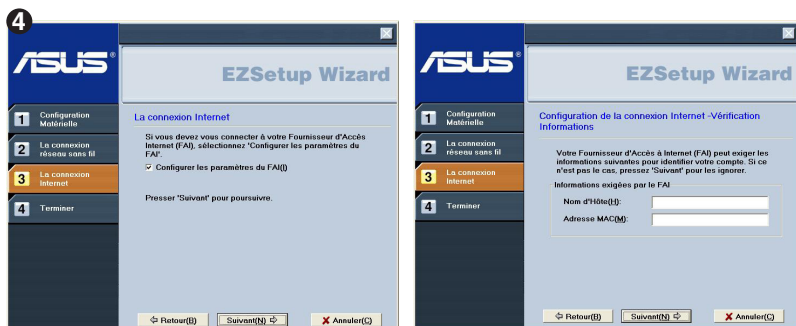 4
ASUS®
EZSetup Wizard
1 Configuration
Matérielle
2 La connexion
réseau sans fil
3 La connexion
Internet
4 Terminer
La connexion Internet
Si vous devez vous connecter à votre Fournisseur d'Accès
Internet (FAI), sélectionnez 'Configurer les paramètres du
FAI'.
Configurer les paramètres du FAI(I)
Presser 'Suivant' pour poursuivre.
Retour(B)
Suivant(N)
Annuler(C)
ASUS®
EZSetup Wizard
1 Configuration
Matérielle
2 La connexion
réseau sans fil
3 La connexion
Internet
4 Terminer
Configuration de la connexion Internet -Vérification
Informations
Votre Fournisseur d'Accès à Internet (FAI) peut exiger les
informations suivantes pour identifier votre compte. Si ce
n'est pas le cas, pressez 'Suivant' pour les ignorer.
Informations exigées par le FAI
Nom d'Hôte(H):
Adresse MAC(M):
Retour(B)
Suivant(N)
Annuler(C)